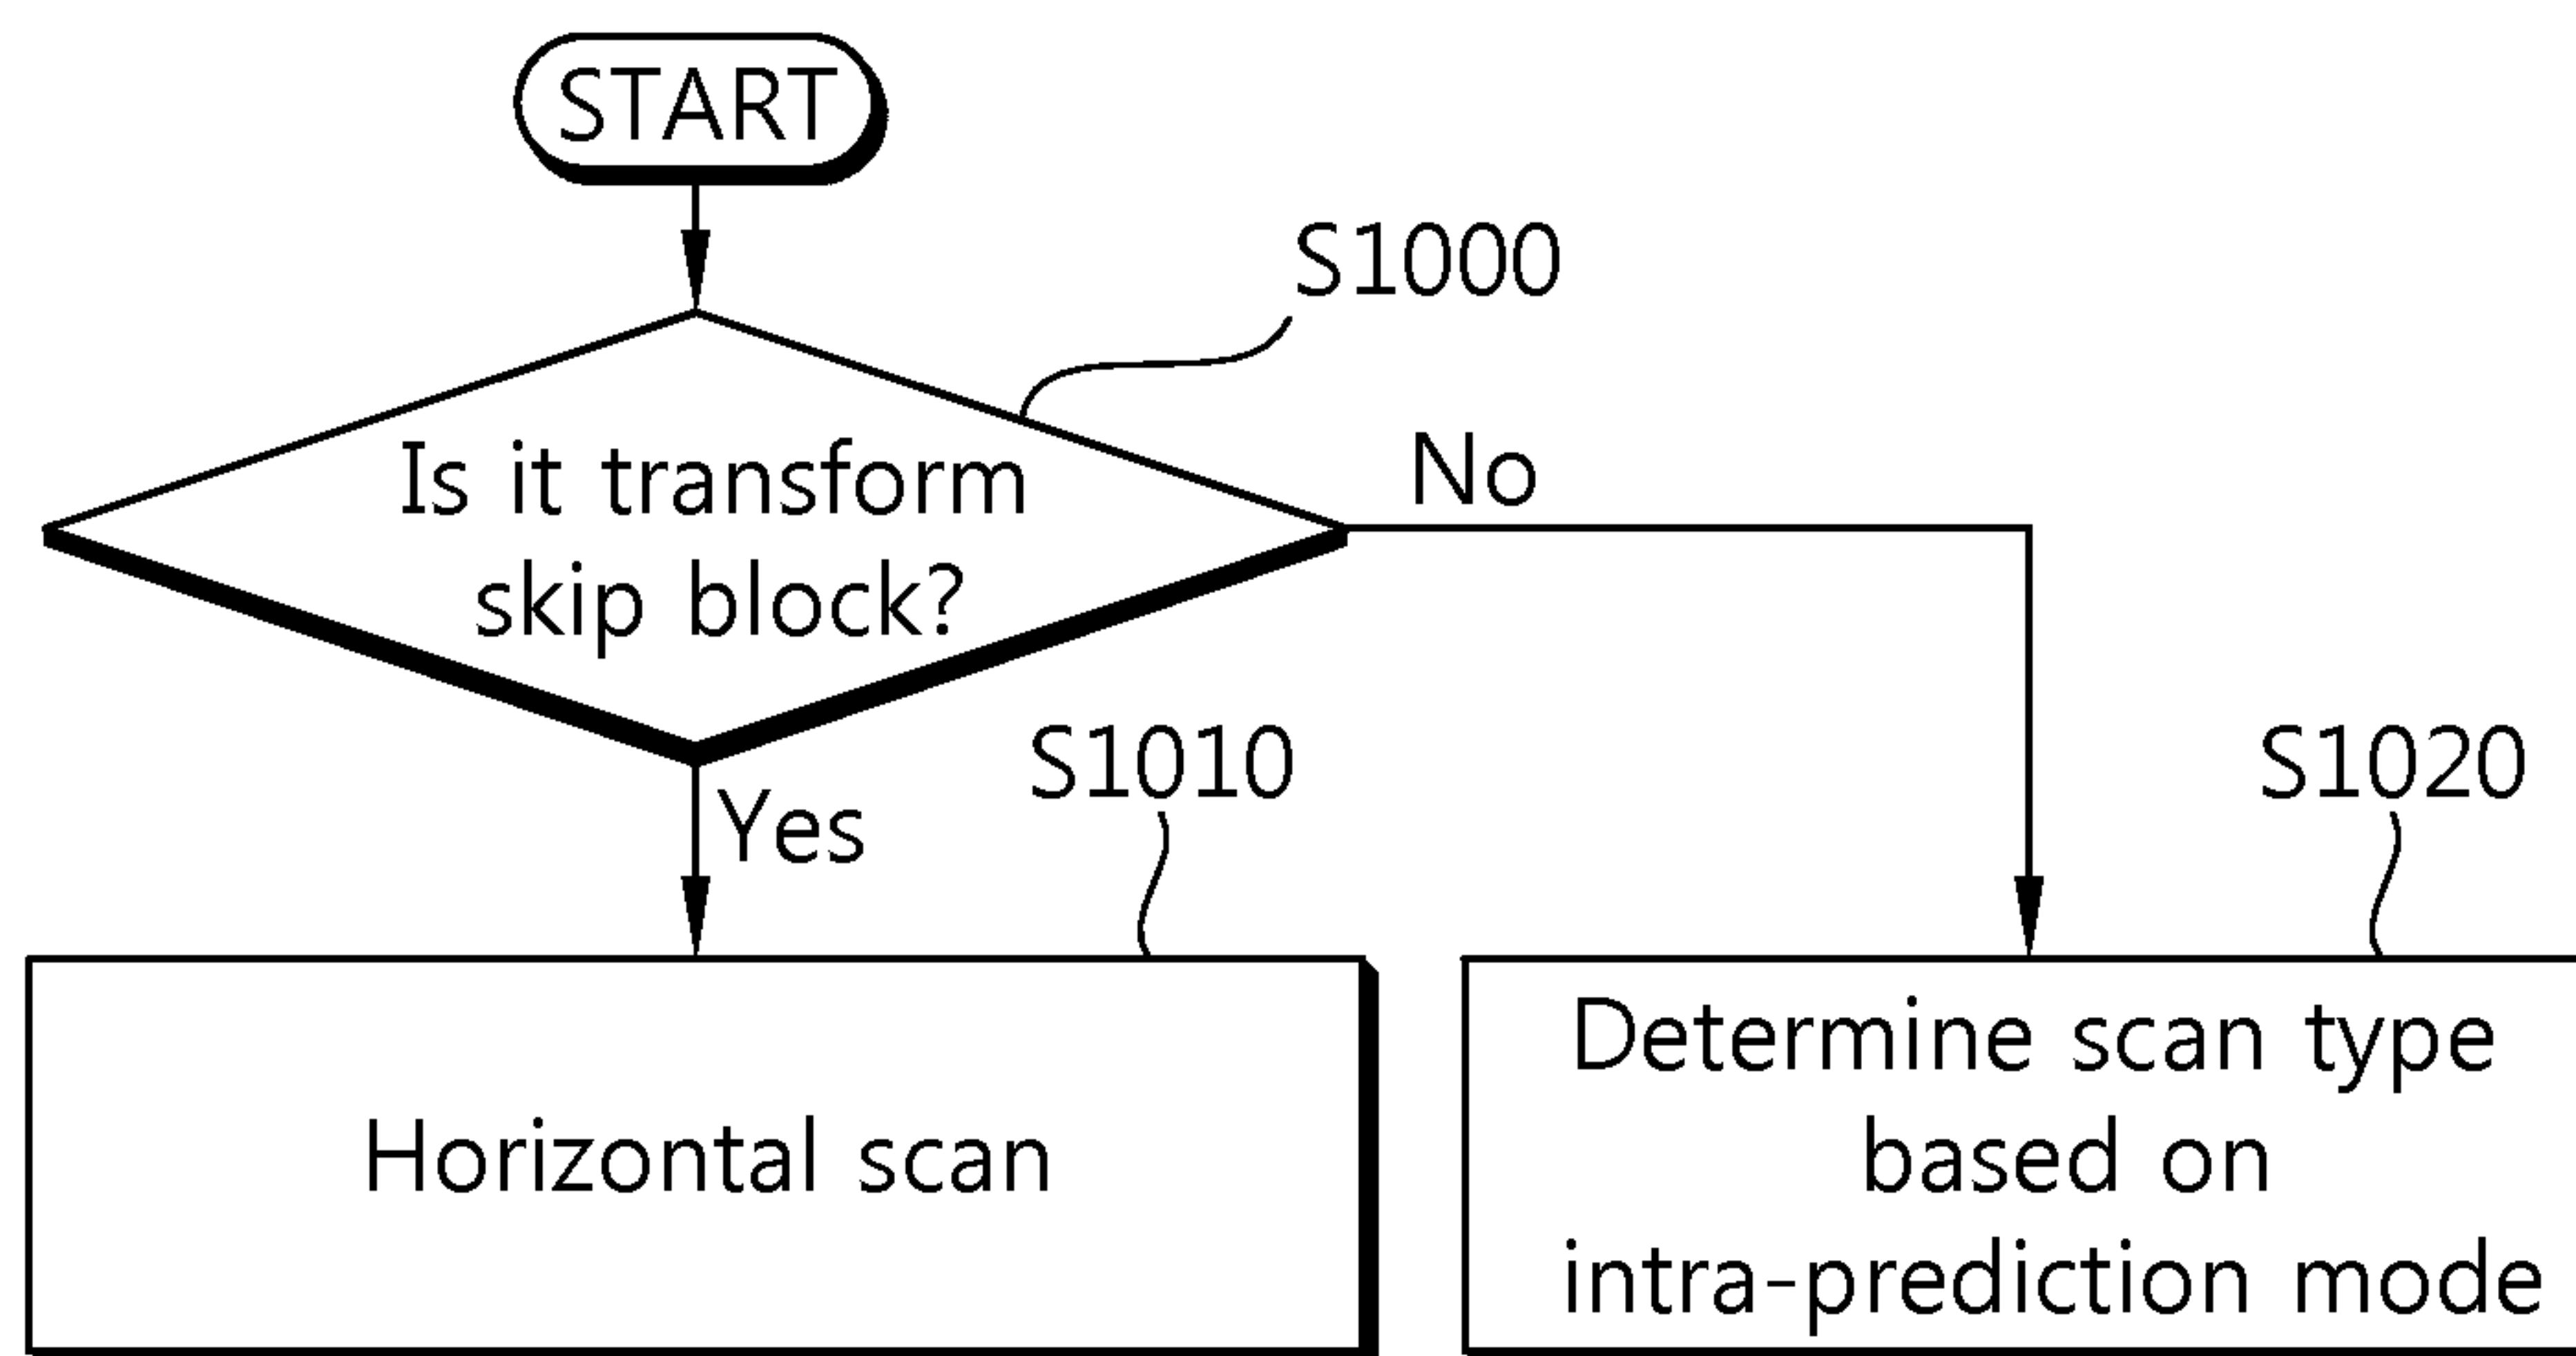 START
S1000
Is it transform
skip block?
No
Yes
S1010
S1020
Horizontal scan
Determine scan type
based on
intra-prediction mode